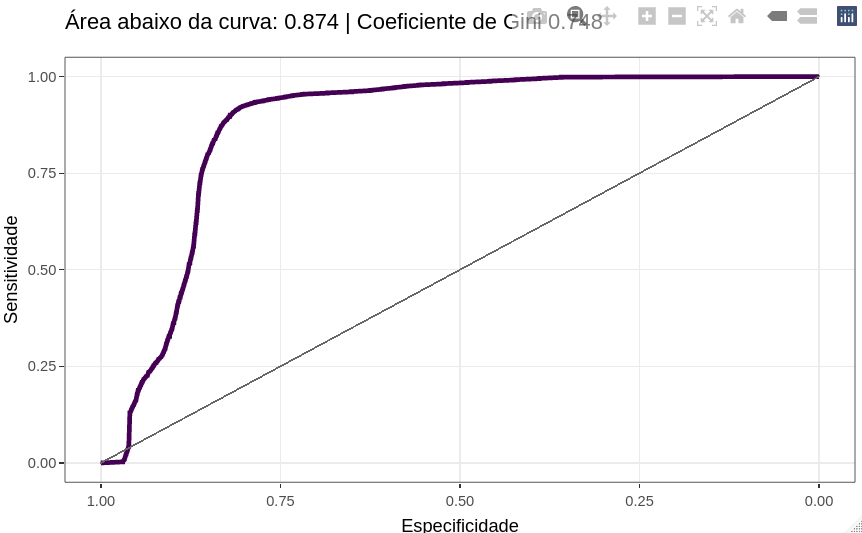 Área abaixo da curva: 0.874 | Coeficiente de Gini 0.748
1.00
0.75
0.50
0.25
0.00
Sensitividade
1.00 0.75 0.50 0.25 0.00
Especificidade